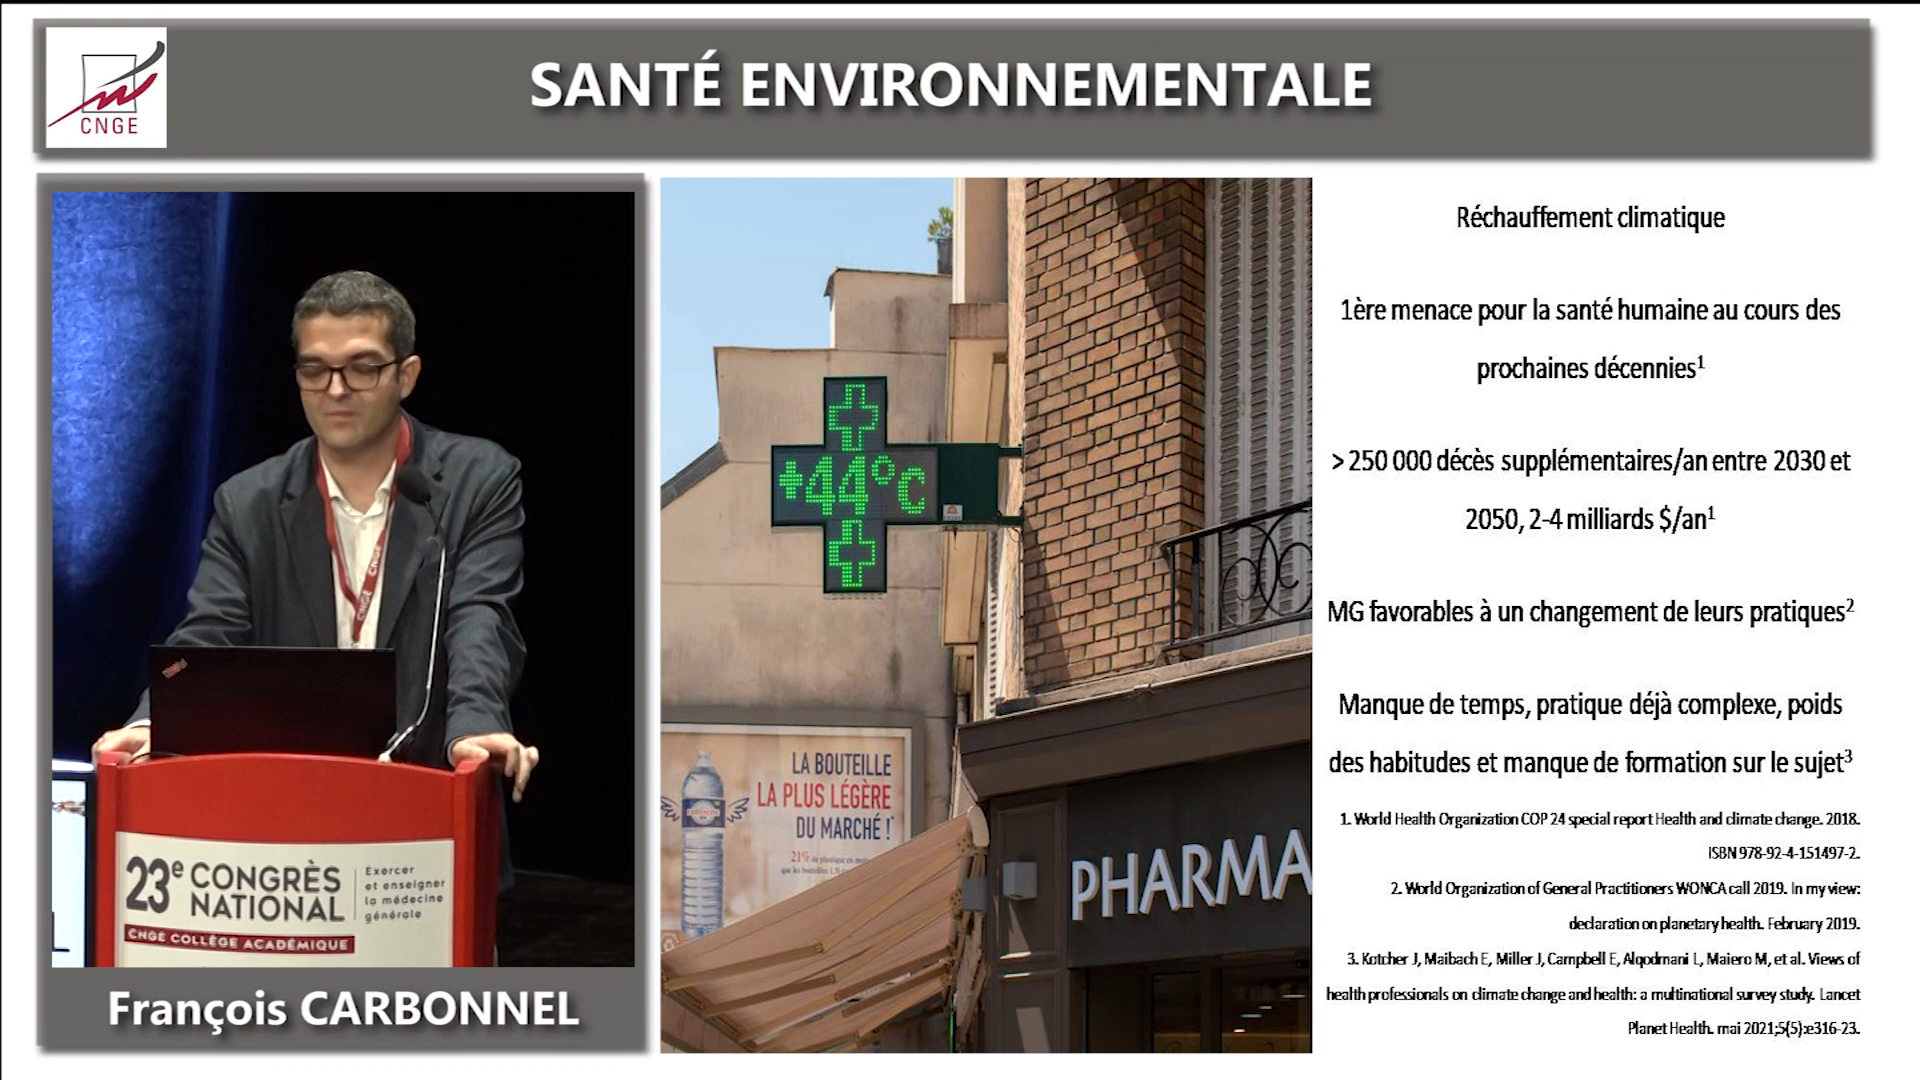 CNGE
SANTÉ ENVIRONNEMENTALE
CNGE
CNGE
23e CONGRÈS
NATIONAL
Exercer
et enseigner
la médecine
générale
CNGE COLLÈGE ACADÉMIQUE
François CARBONNEL
+44°C
LA BOUTEILLE
LA PLUS LÉGÈRE
DU MARCHÉ !
21% de plastique en
PHARMA
Réchauffement climatique
1ère menace pour la santé humaine au cours des
prochaines décennies1
> 250 000 décès supplémentaires/an entre 2030 et
2050, 2-4 milliards $/an1
MG favorables à un changement de leurs pratiques2
Manque de temps, pratique déjà complexe, poids
des habitudes et manque de formation sur le sujet3
1. World Health Organization COP 24 special report Health and climate change. 2018.
ISBN 978-92-4-151497-2.
2. World Organization of General Practitioners WONCA call 2019. In my view:
declaration on planetary health. February 2019.
3. Kotcher J, Maibach E, Miller J, Campbell E, Alqodmani L, Maiero M, et al. Views of
health professionals on climate change and health: a multinational survey study. Lancet
Planet Health. mai 2021;5(5):e316-23.